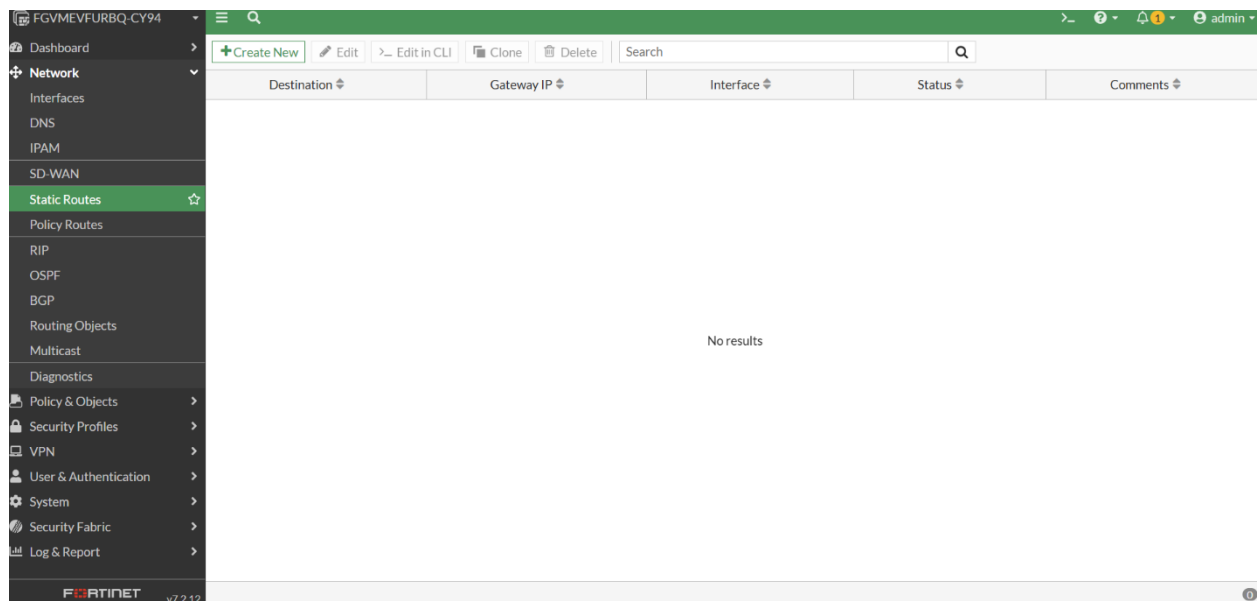 FGVMEVFURBQ-CY94
1
admin
Dashboard
Network
Interfaces
DNS
IPAM
SD-WAN
Static Routes
Policy Routes
RIP
OSPF
BGP
Routing Objects
Multicast
Diagnostics
Policy & Objects
Security Profiles
VPN
User & Authentication
System
Security Fabric
Log & Report
FORTINET v7.2.12
+Create New Edit >_ Edit in CLI Clone Delete Search
Destination Gateway IP Interface Status Comments
No results
0